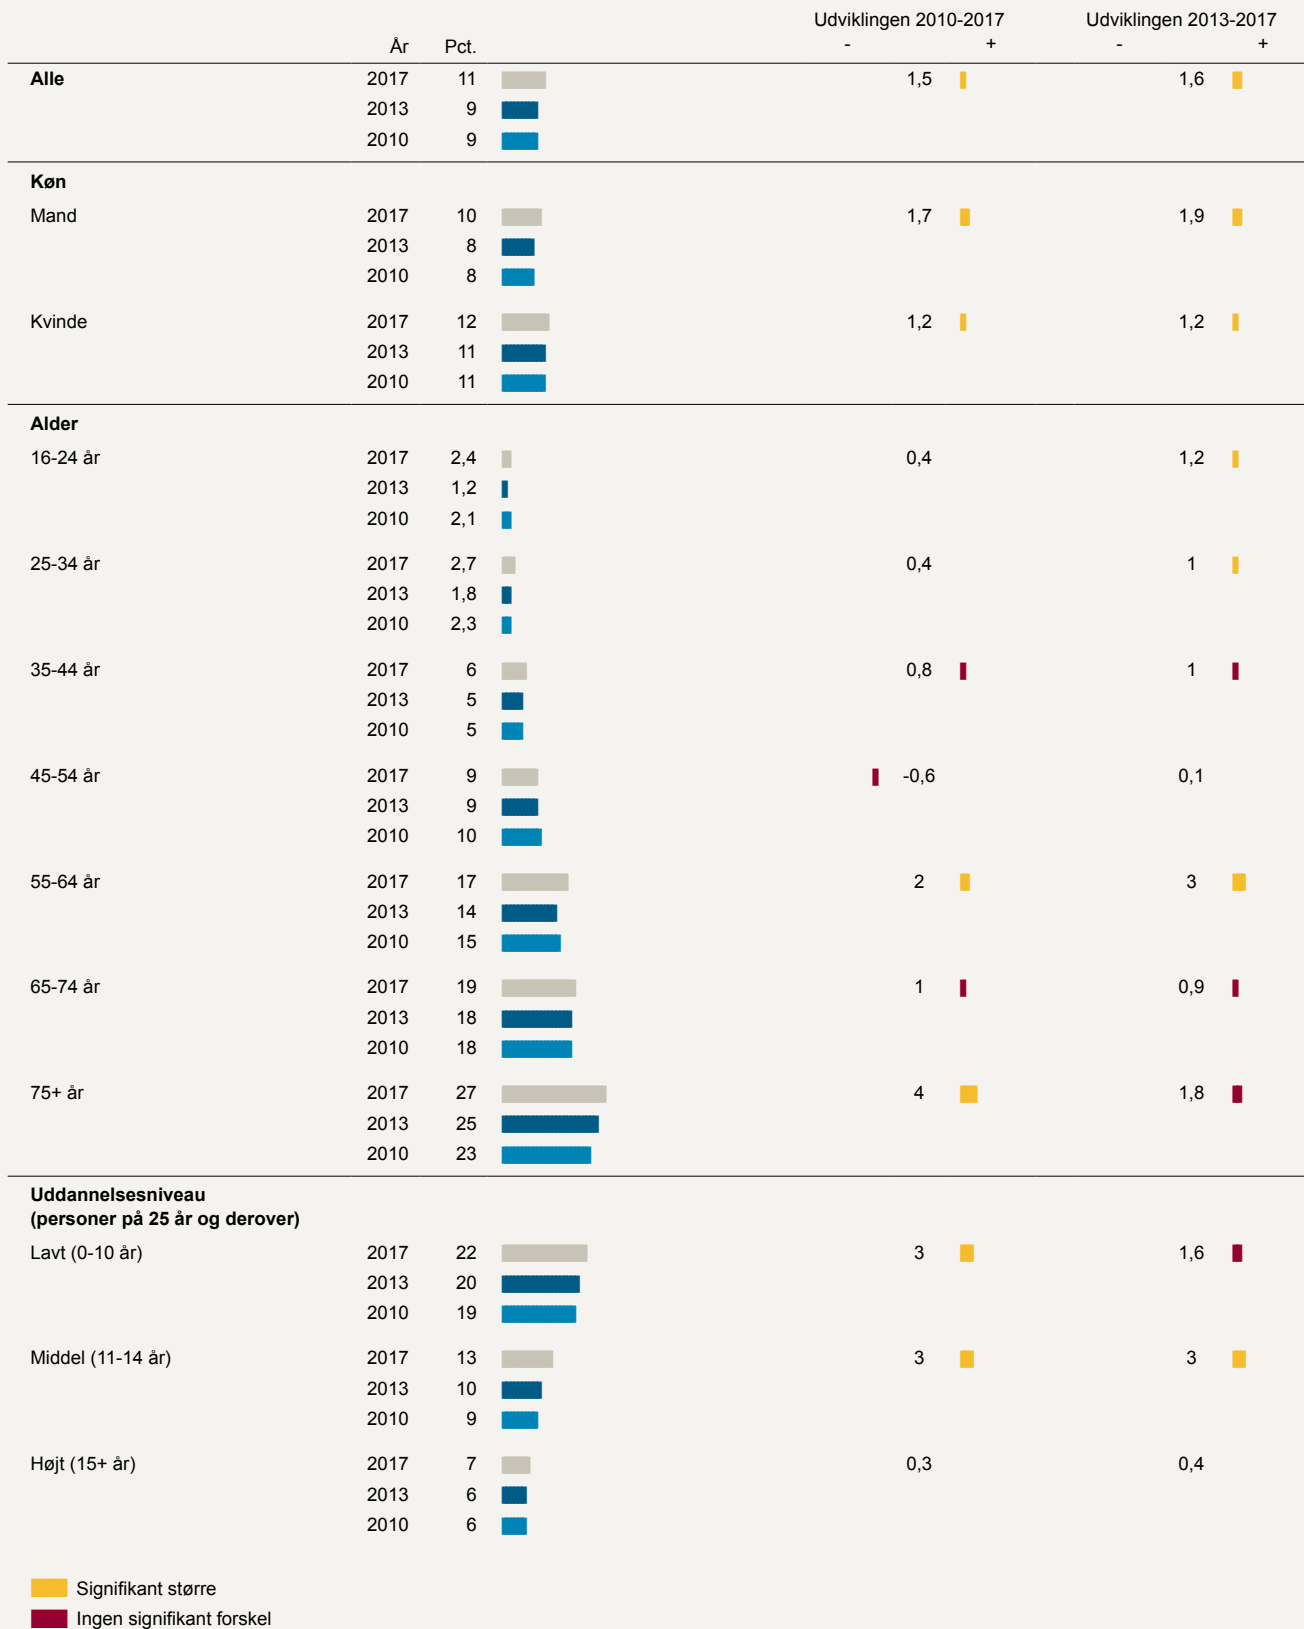 Udviklingen 2010-2017 Udviklingen 2013-2017
År Pct. - + - +
Alle 2017 11 1,5 1,6
2013 9
2010 9
Køn
Mand 2017 10 1,7 1,9
2013 8
2010 8
Kvinde 2017 12 1,2 1,2
2013 11
2010 11
Alder
16-24 år 2017 2,4 0,4 1,2
2013 1,2
2010 2,1
25-34 år 2017 2,7 0,4 1
2013 1,8
2010 2,3
35-44 år 2017 6 0,8 1
2013 5
2010 5
45-54 år 2017 9 -0,6 0,1
2013 9
2010 10
55-64 år 2017 17 2 3
2013 14
2010 15
65-74 år 2017 19 1 0,9
2013 18
2010 18
75+ år 2017 27 4 1,8
2013 25
2010 23
Uddannelsesniveau
(personer på 25 år og derover)
Lavt (0-10 år) 2017 22 3 1,6
2013 20
2010 19
Middel (11-14 år) 2017 13 3 3
2013 10
2010 9
Højt (15+ år) 2017 7 0,3 0,4
2013 6
2010 6
Signifikant større
Ingen signifikant forskel